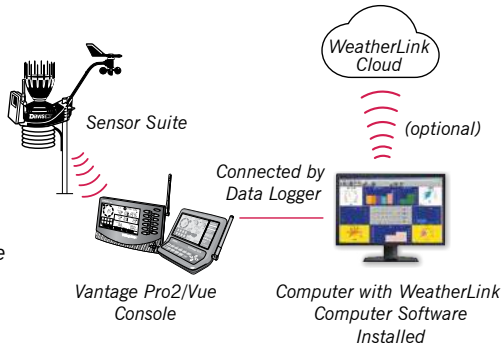 WeatherLink
Cloud
Sensor Suite
(optional)
DAVIS
Connected by
Data Logger
e
Vantage Pro2/Vue
Console
Computer with WeatherLink
Computer Software
Installed